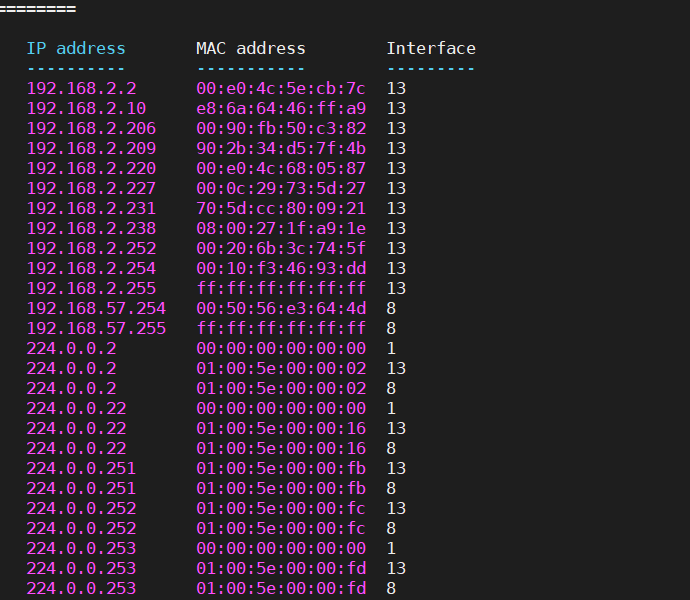 ========
IP address MAC address Interface
---------- ----------- ---------
192.168.2.2 00:e0:4c:5e:cb:7c 13
192.168.2.10 e8:6a:64:46:ff:a9 13
192.168.2.206 00:90:fb:50:c3:82 13
192.168.2.209 90:2b:34:d5:7f:4b 13
192.168.2.220 00:e0:4c:68:05:87 13
192.168.2.227 00:0c:29:73:5d:27 13
192.168.2.231 70:5d:cc:80:09:21 13
192.168.2.238 08:00:27:1f:a9:1e 13
192.168.2.252 00:20:6b:3c:74:5f 13
192.168.2.254 00:10:f3:46:93:dd 13
192.168.2.255 ff:ff:ff:ff:ff:ff 13
192.168.57.254 00:50:56:e3:64:4d 8
192.168.57.255 ff:ff:ff:ff:ff:ff 8
224.0.0.2 00:00:00:00:00:00 1
224.0.0.2 01:00:5e:00:00:02 13
224.0.0.2 01:00:5e:00:00:02 8
224.0.0.22 00:00:00:00:00:00 1
224.0.0.22 01:00:5e:00:00:16 13
224.0.0.22 01:00:5e:00:00:16 8
224.0.0.251 01:00:5e:00:00:fb 13
224.0.0.251 01:00:5e:00:00:fb 8
224.0.0.252 01:00:5e:00:00:fc 13
224.0.0.252 01:00:5e:00:00:fc 8
224.0.0.253 00:00:00:00:00:00 1
224.0.0.253 01:00:5e:00:00:fd 13
224.0.0.253 01:00:5e:00:00:fd 8